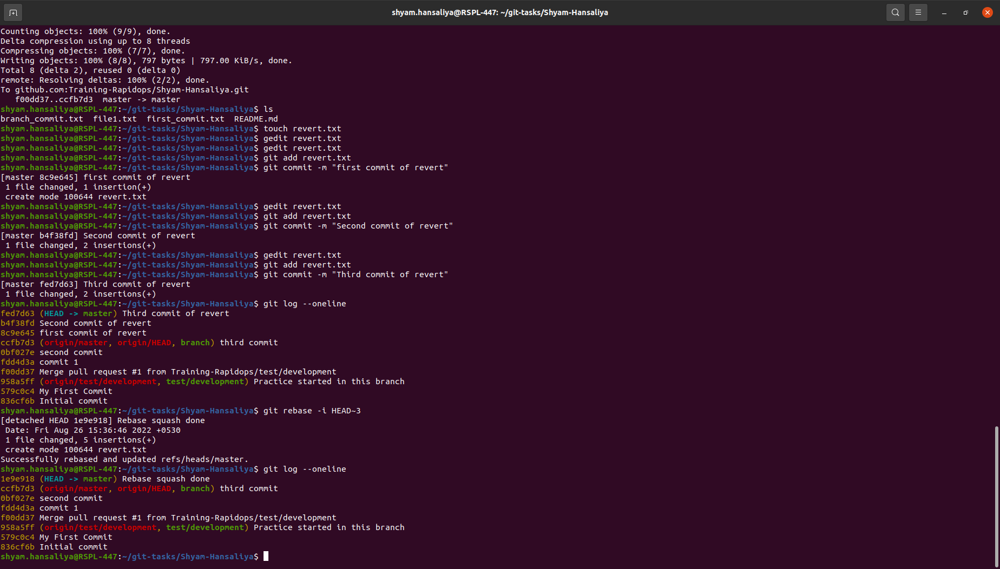 shyam.hansaliya@RSPL-447: ~/git-tasks/Shyam-Hansaliya
Counting objects: 100% (9/9), done.
Delta compression using up to 8 threads
Compressing objects: 100% (7/7), done.
Writing objects: 100% (8/8), 797 bytes | 797.00 KiB/s, done.
Total 8 (delta 2), reused 0 (delta 0)
remote: Resolving deltas: 100% (2/2), done.
To github.com:Training-Rapidops/Shyam-Hansaliya.git
   f00dd37..ccfb7d3  master -> master
shyam.hansaliya@RSPL-447:~/git-tasks/Shyam-Hansaliya$ ls
branch_commit.txt  file1.txt  first_commit.txt  README.md
shyam.hansaliya@RSPL-447:~/git-tasks/Shyam-Hansaliya$ touch revert.txt
shyam.hansaliya@RSPL-447:~/git-tasks/Shyam-Hansaliya$ gedit revert.txt
shyam.hansaliya@RSPL-447:~/git-tasks/Shyam-Hansaliya$ gedit revert.txt
shyam.hansaliya@RSPL-447:~/git-tasks/Shyam-Hansaliya$ git add revert.txt
shyam.hansaliya@RSPL-447:~/git-tasks/Shyam-Hansaliya$ git commit -m "first commit of revert"
[master 8c9e645] first commit of revert
 1 file changed, 1 insertion(+)
 create mode 100644 revert.txt
shyam.hansaliya@RSPL-447:~/git-tasks/Shyam-Hansaliya$ gedit revert.txt
shyam.hansaliya@RSPL-447:~/git-tasks/Shyam-Hansaliya$ git add revert.txt
shyam.hansaliya@RSPL-447:~/git-tasks/Shyam-Hansaliya$ git commit -m "Second commit of revert"
[master b4f38fd] Second commit of revert
 1 file changed, 2 insertions(+)
shyam.hansaliya@RSPL-447:~/git-tasks/Shyam-Hansaliya$ gedit revert.txt
shyam.hansaliya@RSPL-447:~/git-tasks/Shyam-Hansaliya$ git add revert.txt
shyam.hansaliya@RSPL-447:~/git-tasks/Shyam-Hansaliya$ git commit -m "Third commit of revert"
[master fed7d63] Third commit of revert
 1 file changed, 2 insertions(+)
shyam.hansaliya@RSPL-447:~/git-tasks/Shyam-Hansaliya$ git log --oneline
fed7d63 (HEAD -> master) Third commit of revert
b4f38fd Second commit of revert
8c9e645 first commit of revert
ccfb7d3 (origin/master, origin/HEAD, branch) third commit
0bf027e second commit
fdd4d3a commit 1
f00dd37 Merge pull request #1 from Training-Rapidops/test/development
958a5ff (origin/test/development, test/development) Practice started in this branch
579c0c4 My First Commit
836cf6b Initial commit
shyam.hansaliya@RSPL-447:~/git-tasks/Shyam-Hansaliya$ git rebase -i HEAD~3
[detached HEAD 1e9e918] Rebase squash done
 Date: Fri Aug 26 15:36:46 2022 +0530
 1 file changed, 5 insertions(+)
 create mode 100644 revert.txt
Successfully rebased and updated refs/heads/master.
shyam.hansaliya@RSPL-447:~/git-tasks/Shyam-Hansaliya$ git log --oneline
1e9e918 (HEAD -> master) Rebase squash done
ccfb7d3 (origin/master, origin/HEAD, branch) third commit
0bf027e second commit
fdd4d3a commit 1
f00dd37 Merge pull request #1 from Training-Rapidops/test/development
958a5ff (origin/test/development, test/development) Practice started in this branch
579c0c4 My First Commit
836cf6b Initial commit
shyam.hansaliya@RSPL-447:~/git-tasks/Shyam-Hansaliya$